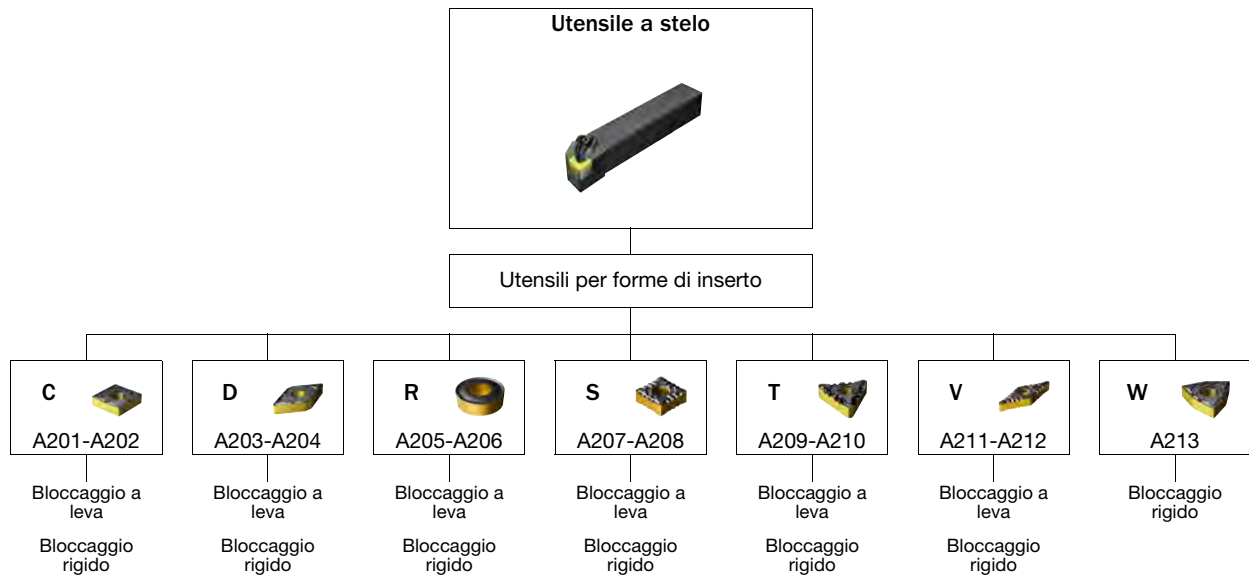 Utensile a stelo
Utensili per forme di inserto
C
A201-A202
D
A203-A204
R
A205-A206
S
A207-A208
T
A209-A210
V
A211-A212
W
A213
Bloccaggio a
leva
Bloccaggio
rigido
Bloccaggio a
leva
Bloccaggio
rigido
Bloccaggio a
leva
Bloccaggio
rigido
Bloccaggio a
leva
Bloccaggio
rigido
Bloccaggio a
leva
Bloccaggio
rigido
Bloccaggio a
leva
Bloccaggio
rigido
Bloccaggio
rigido